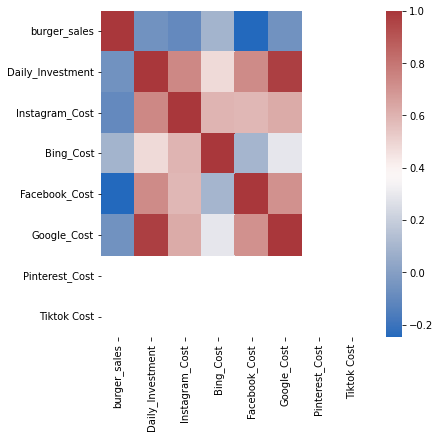 burger_sales
Daily_Investment
Instagram_Cost
Bing_Cost
Facebook_Cost
Google_Cost
Pinterest_Cost
Tiktok Cost
burger_sales
Daily_Investment
Instagram_Cost
Bing_Cost
Facebook_Cost
Google_Cost
Pinterest_Cost
Tiktok Cost
1.0
0.8
0.6
0.4
0.2
0.0
−0.2